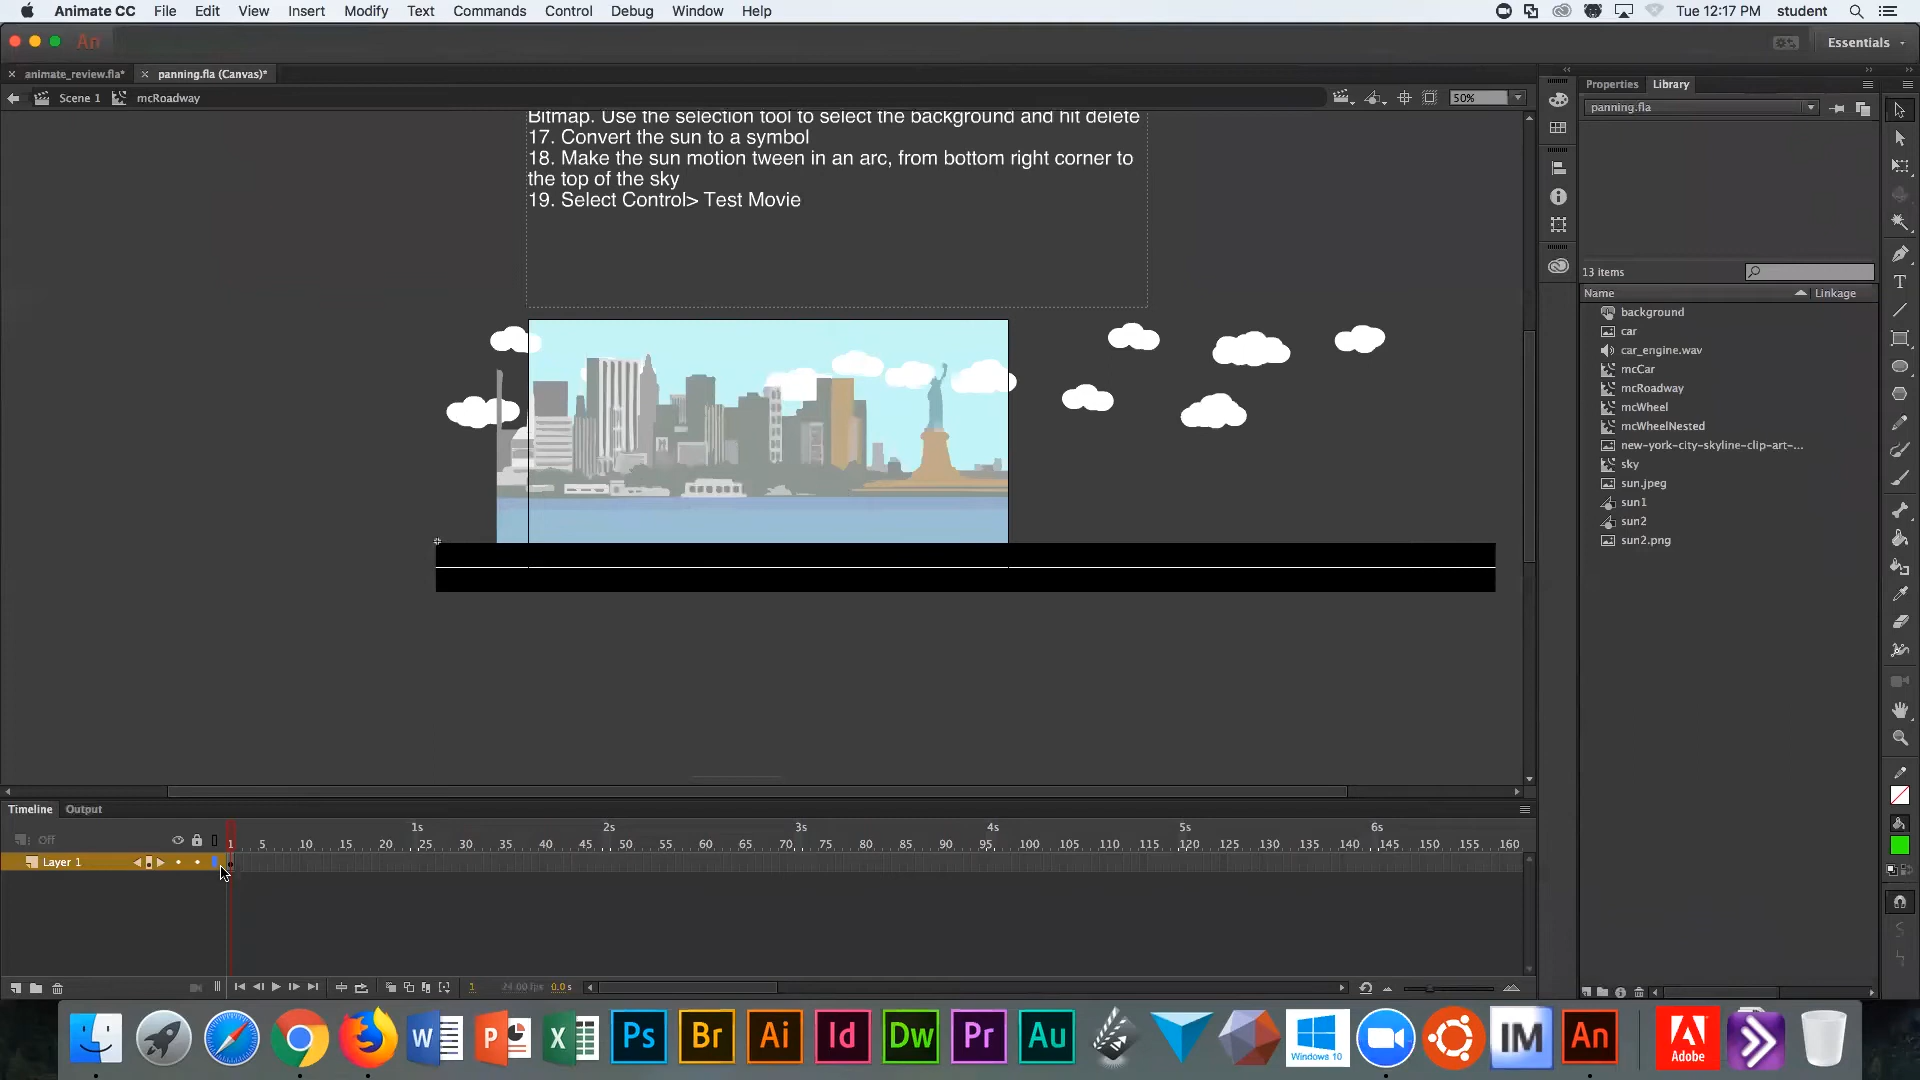 Animate CC File Edit View Insert Modify Text Commands Control Debug Window Help Tue 12:17 PM student
An Essentials
animate_review.fla* panning.fla (Canvas)* Properties Library
Scene 1 mcRoadway 50% panning.fla
Bitmap. Use the selection tool to select the background and hit delete
17. Convert the sun to a symbol
18. Make the sun motion tween in an arc, from bottom right corner to
the top of the sky
19. Select Control> Test Movie
13 items
Name Linkage
background
car
car_engine.wav
mcCar
mcRoadway
mcWheel
mcWheelNested
new-york-city-skyline-clip-art-...
sky
sun.jpeg
sun1
sun2
sun2.png
Timeline Output
1s 2s 3s 4s 5s 6s
Off 1 5 10 15 20 25 30 35 40 45 50 55 60 65 70 75 80 85 90 95 100 105 110 115 120 125 130 135 140 145 150 155 160
Layer 1
1 24.00 fps 0.0 s
W P X Ps Br Ai Id Dw Pr Au Windows 10 IM An Adobe